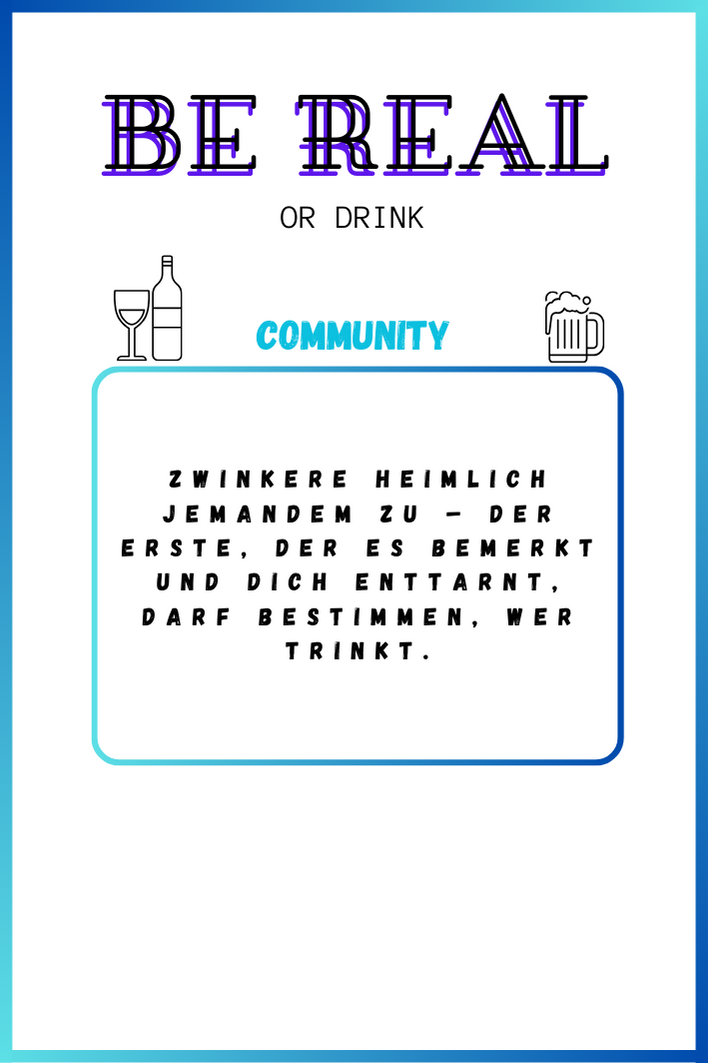 BE REAL
OR DRINK
COMMUNITY
ZWINKERE HEIMLICH
JEMANDEM ZU – DER
ERSTE, DER ES BEMERKT
UND DICH ENTTARNT,
DARF BESTIMMEN, WER
TRINKT.